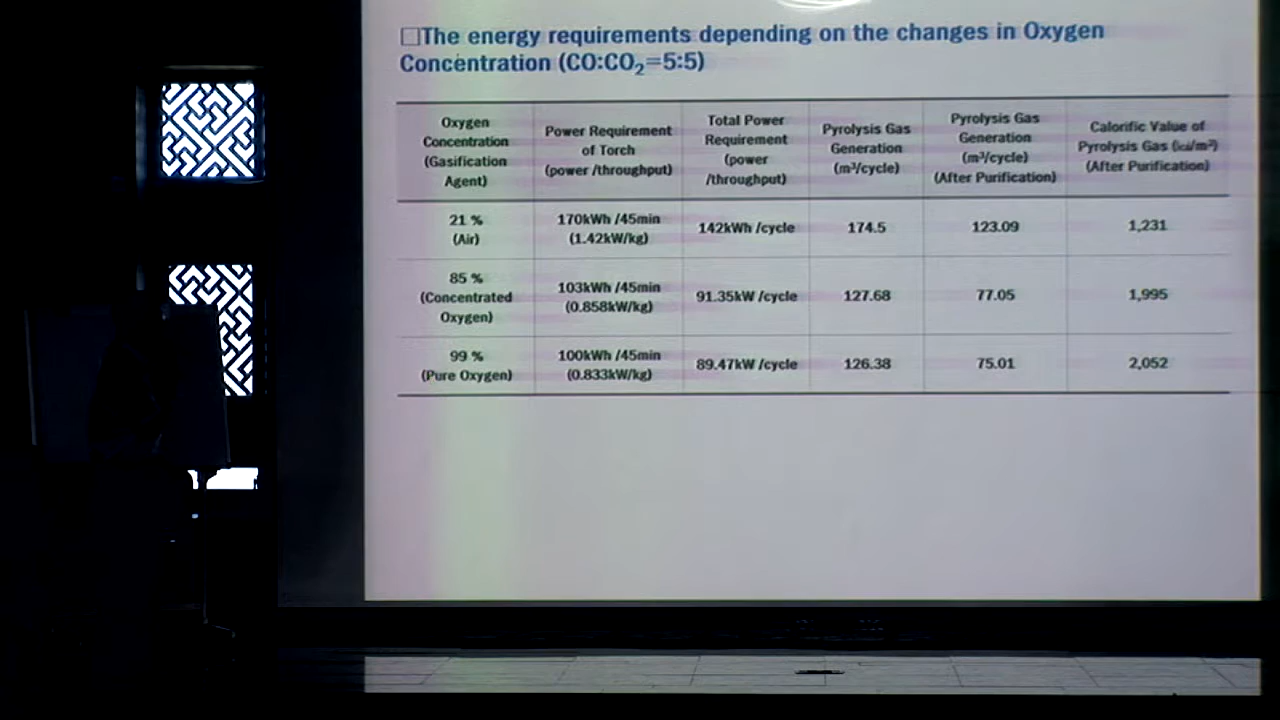 □The energy requirements depending on the changes in Oxygen
Concentration (CO:CO₂=5:5)
Oxygen
Concentration
(Gasification
Agent)
Power Requirement
of Torch
(power /throughput)
Total Power
Requirement
(power
/throughput)
Pyrolysis Gas
Generation
(m³/cycle)
Pyrolysis Gas
Generation
(m³/cycle)
(After Purification)
Calorific Value of
Pyrolysis Gas
(After Purification)
21 %
(Air)
170kWh /45min
(1.42kW/kg)
142kWh /cycle
174.5
123.09
1,231
85 %
(Concentrated
Oxygen)
103kWh /45min
(0.858kW/kg)
91.35kW /cycle
127.68
77.05
1,995
99 %
(Pure Oxygen)
100kWh /45min
(0.833kW/kg)
89.47kW /cycle
126.38
75.01
2,052